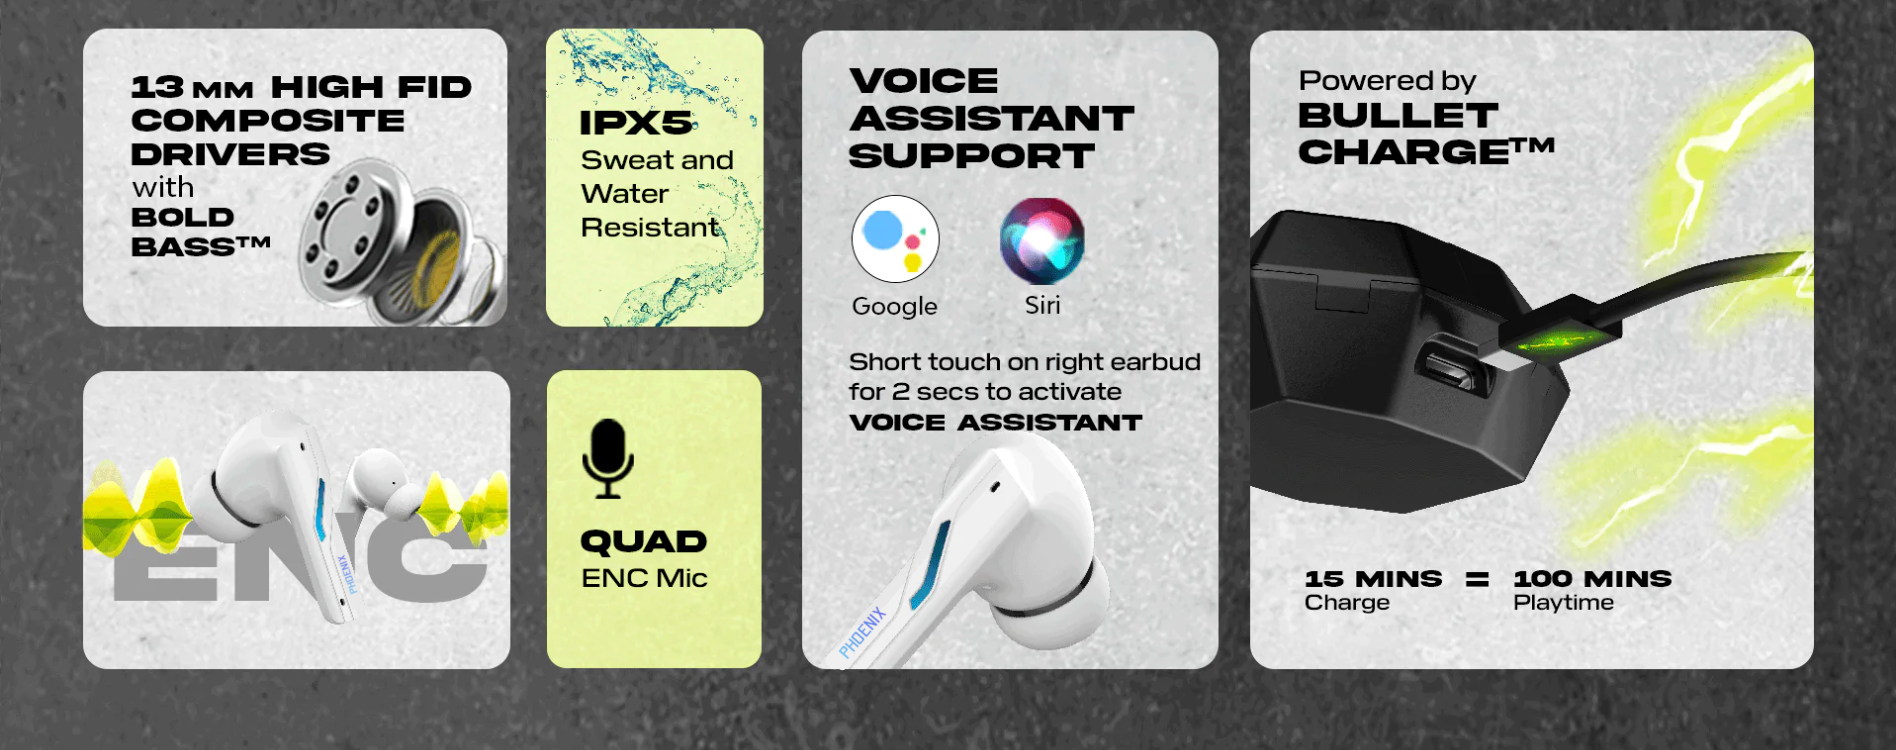 13 MM HIGH FID
COMPOSITE
DRIVERS
with
BOLD
BASS™
IPX5
Sweat and
Water
Resistant
VOICE
ASSISTANT
SUPPORT
Google
Siri
Short touch on right earbud
for 2 secs to activate
VOICE ASSISTANT
PHOENIX
Powered by
BULLET
CHARGE™
15 MINS = 100 MINS
Charge Playtime
ENC
PHOENIX
QUAD
ENC Mic